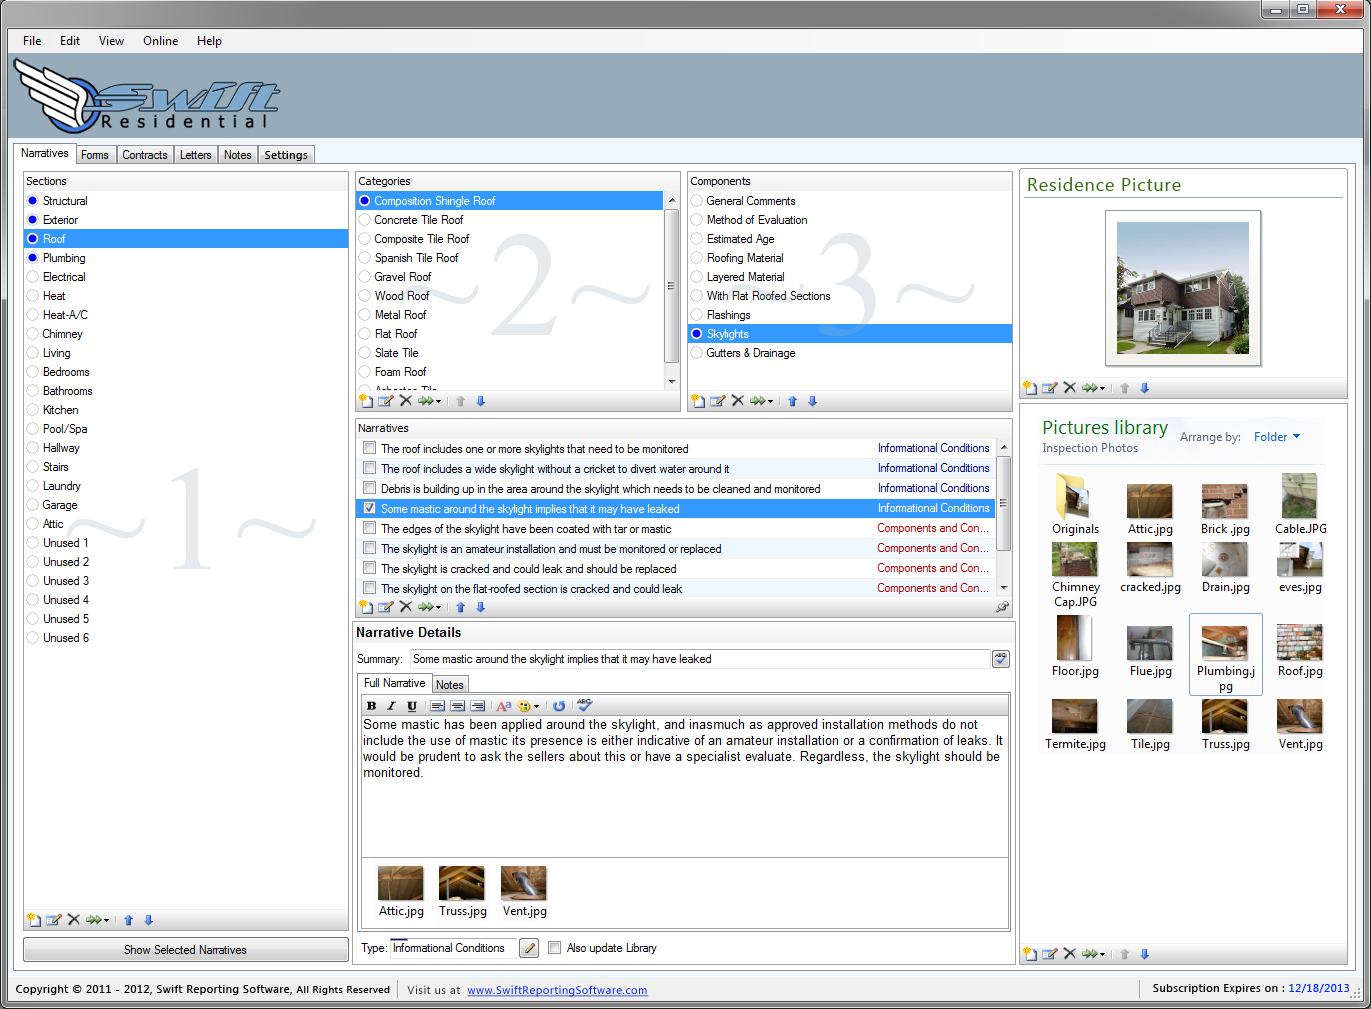 File Edit View Online Help
Swift
Residential
Narratives Forms Contracts Letters Notes Settings
Sections
Structural
Exterior
Roof
Plumbing
Electrical
Heat
Heat-A/C
Chimney
Living
Bedrooms
Bathrooms
Kitchen
Pool/Spa
Hallway
Stairs
Laundry
Garage
Attic
Unused 1
Unused 2
Unused 3
Unused 4
Unused 5
Unused 6
~1~
Show Selected Narratives
Categories
Composition Shingle Roof
Concrete Tile Roof
Composite Tile Roof
Spanish Tile Roof
Gravel Roof
Wood Roof
Metal Roof
Flat Roof
Slate Tile
Foam Roof
Asbestos Tile
~2~
Components
General Comments
Method of Evaluation
Estimated Age
Roofing Material
Layered Material
With Flat Roofed Sections
Flashings
Skylights
Gutters & Drainage
~3~
Narratives
The roof includes one or more skylights that need to be monitored Informational Conditions
The roof includes a wide skylight without a cricket to divert water around it Informational Conditions
Debris is building up in the area around the skylight which needs to be cleaned and monitored Informational Conditions
Some mastic around the skylight implies that it may have leaked Informational Conditions
The edges of the skylight have been coated with tar or mastic Components and Con...
The skylight is an amateur installation and must be monitored or replaced Components and Con...
The skylight is cracked and could leak and should be replaced Components and Con...
The skylight on the flat-roofed section is cracked and could leak Components and Con...
Narrative Details
Summary: Some mastic around the skylight implies that it may have leaked
Full Narrative Notes
B I U Aa ABC
Some mastic has been applied around the skylight, and inasmuch as approved installation methods do not
include the use of mastic its presence is either indicative of an amateur installation or a confirmation of leaks. It
would be prudent to ask the sellers about this or have a specialist evaluate. Regardless, the skylight should be
monitored.
Attic.jpg Truss.jpg Vent.jpg
Type: Informational Conditions Also update Library
Residence Picture
Pictures library
Inspection Photos
Arrange by: Folder
Originals Attic.jpg Brick .jpg Cable.JPG
Chimney Cap.JPG cracked.jpg Drain.jpg eves.jpg
Floor.jpg Flue.jpg Plumbing.jpg Roof.jpg
Termite.jpg Tile.jpg Truss.jpg Vent.jpg
Copyright © 2011 - 2012, Swift Reporting Software, All Rights Reserved Visit us at www.SwiftReportingSoftware.com Subscription Expires on : 12/18/2013